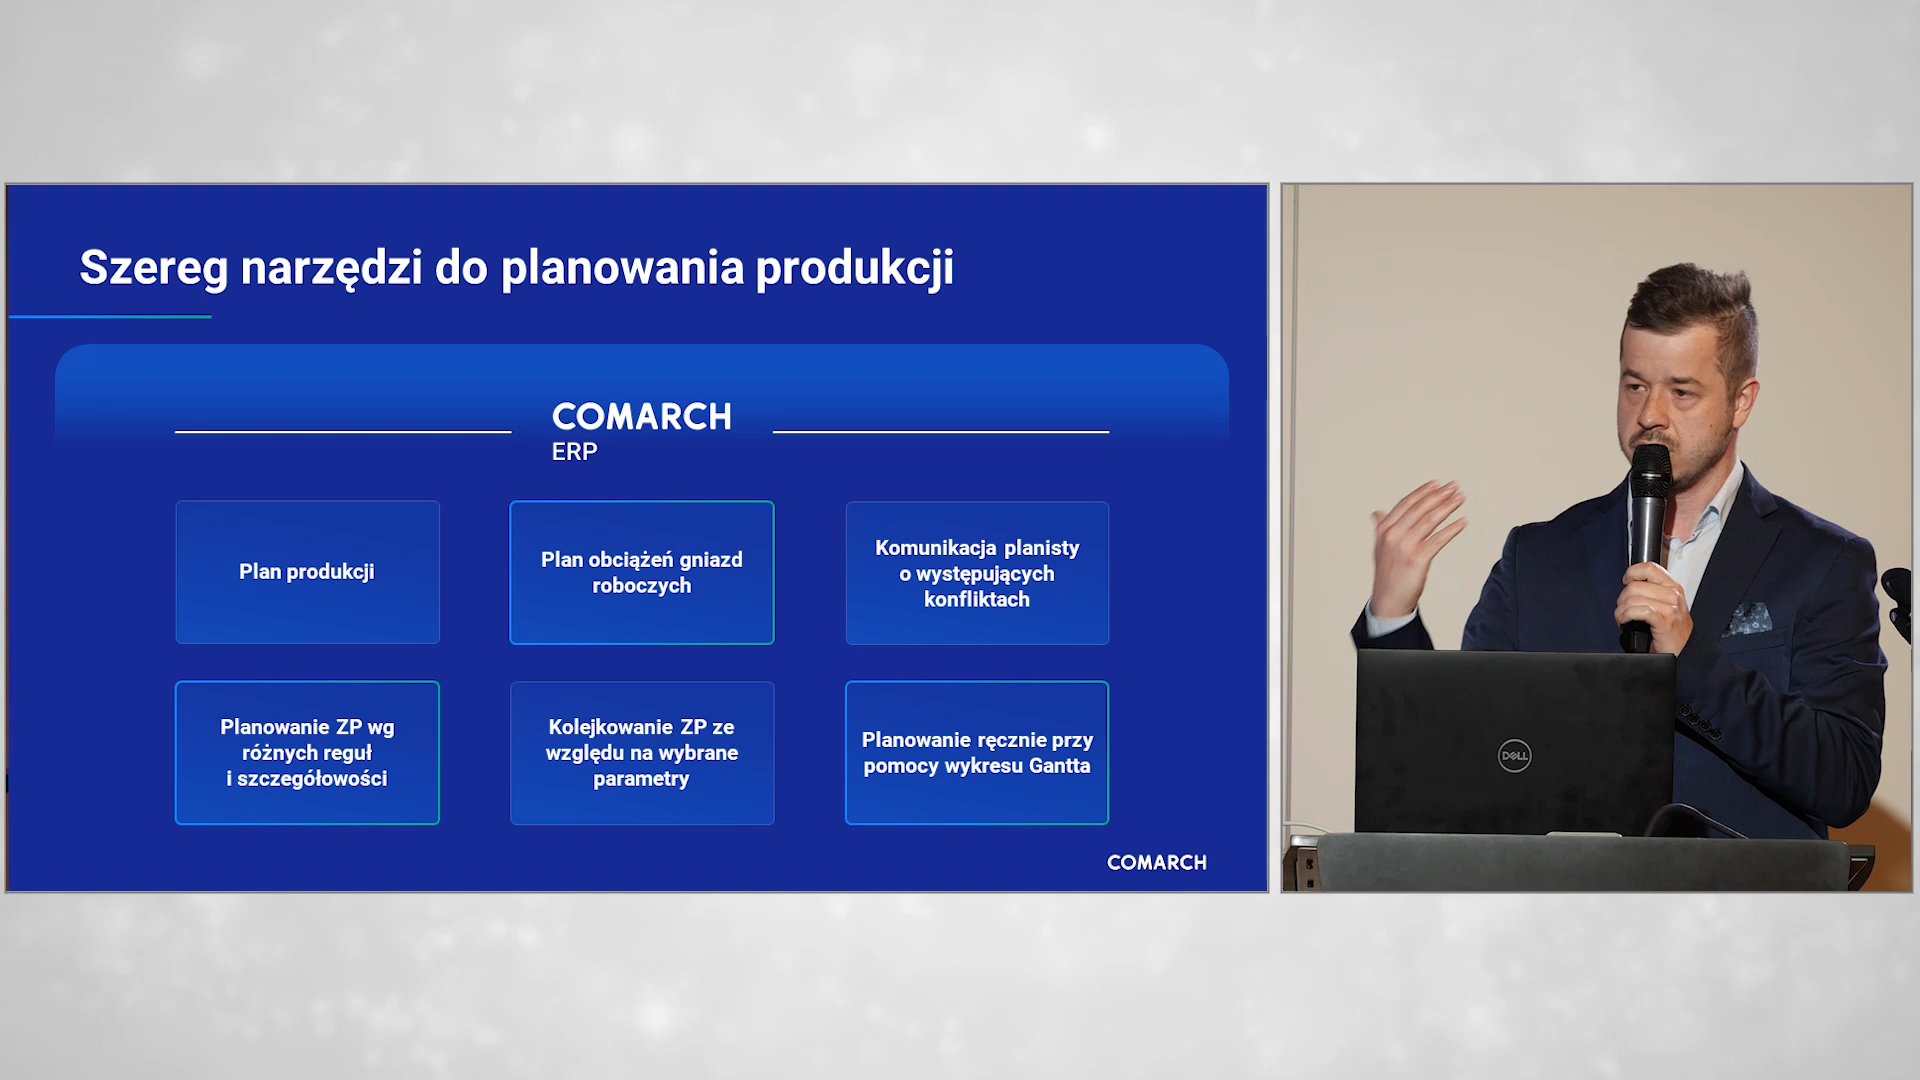 Szereg narzędzi do planowania produkcji
COMARCH
ERP
Plan produkcji
Plan obciążeń gniazd
roboczych
Komunikacja planisty
o występujących
konfliktach
Planowanie ZP wg
różnych reguł
i szczegółowości
Kolejkowanie ZP ze
względu na wybrane
parametry
Planowanie ręcznie przy
pomocy wykresu Gantta
COMARCH
DELL